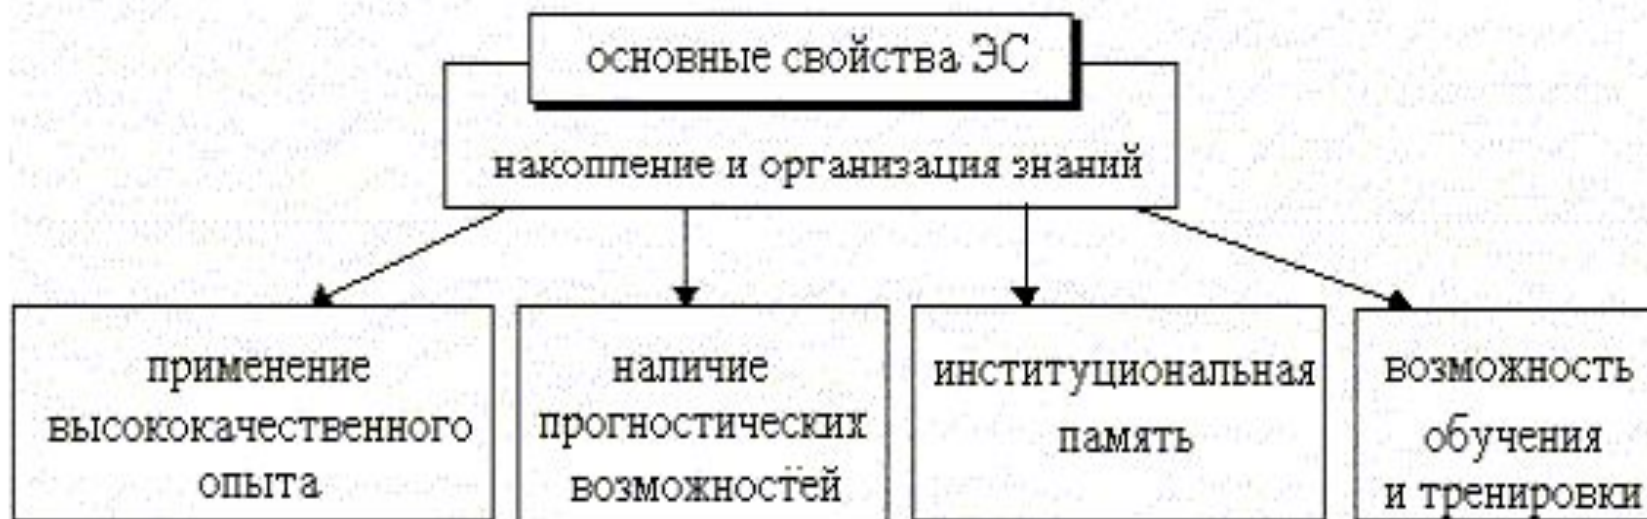 основные свойства ЭС
накопление и организация знаний
применение
высококачественного
опыта
наличие
прогностических
возможностей
институциональная
память
возможность
обучения
и тренировки